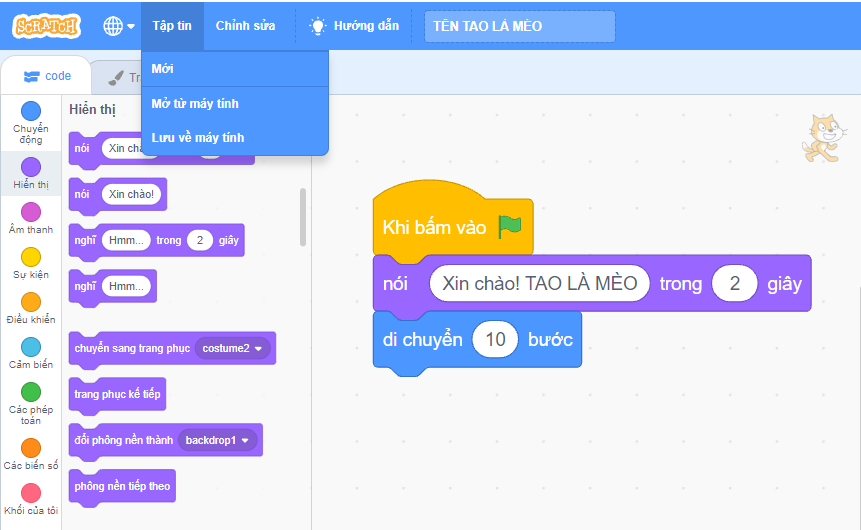 SCRATCH
Tập tin
Chỉnh sửa
Hướng dẫn
TÊN TAO LÁ MÈO
Mới
Mở từ máy tính
Lưu về máy tính
code
Chuyển động
Hiển thị
Âm thanh
Sự kiện
Điều khiển
Cảm biến
Các phép toán
Các biến số
Khối của tôi
Hiển thị
nói Xin
nói Xin chào!
nghĩ Hmm... trong 2 giây
nghĩ Hmm...
chuyển sang trang phục costume2
trang phục kế tiếp
đổi phông nền thành backdrop1
phông nền tiếp theo
Khi bấm vào
nói Xin chào! TAO LÀ MÈO trong 2 giây
di chuyển 10 bước